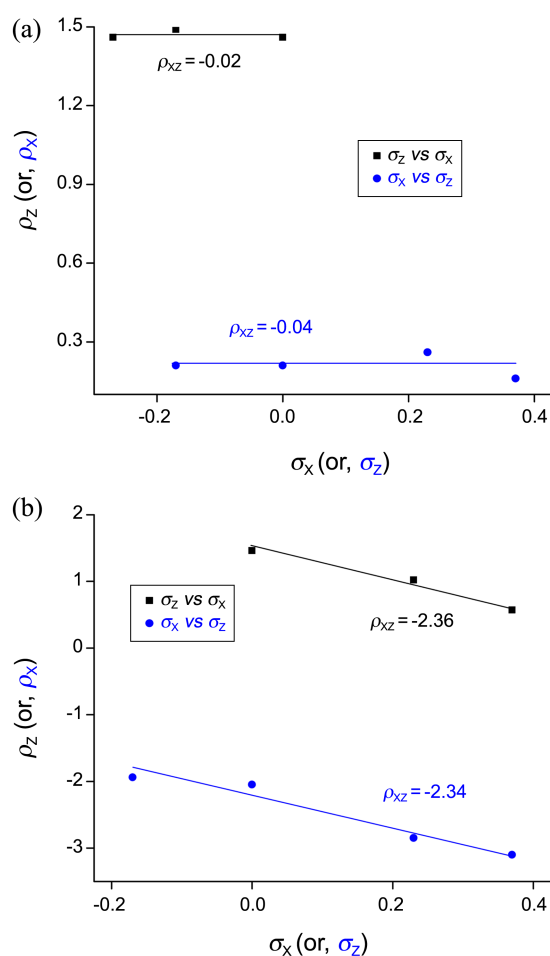 (a)
1.5
1.2
0.9
0.6
0.3
ρZ (or, ρX)
ρXZ = -0.02
σZ vs σX
σX vs σZ
ρXZ = -0.04
-0.2 0.0 0.2 0.4
σX (or, σZ)
(b)
2
1
0
-1
-2
-3
ρZ (or, ρX)
σZ vs σX
σX vs σZ
ρXZ = -2.36
ρXZ = -2.34
-0.2 0.0 0.2 0.4
σX (or, σZ)